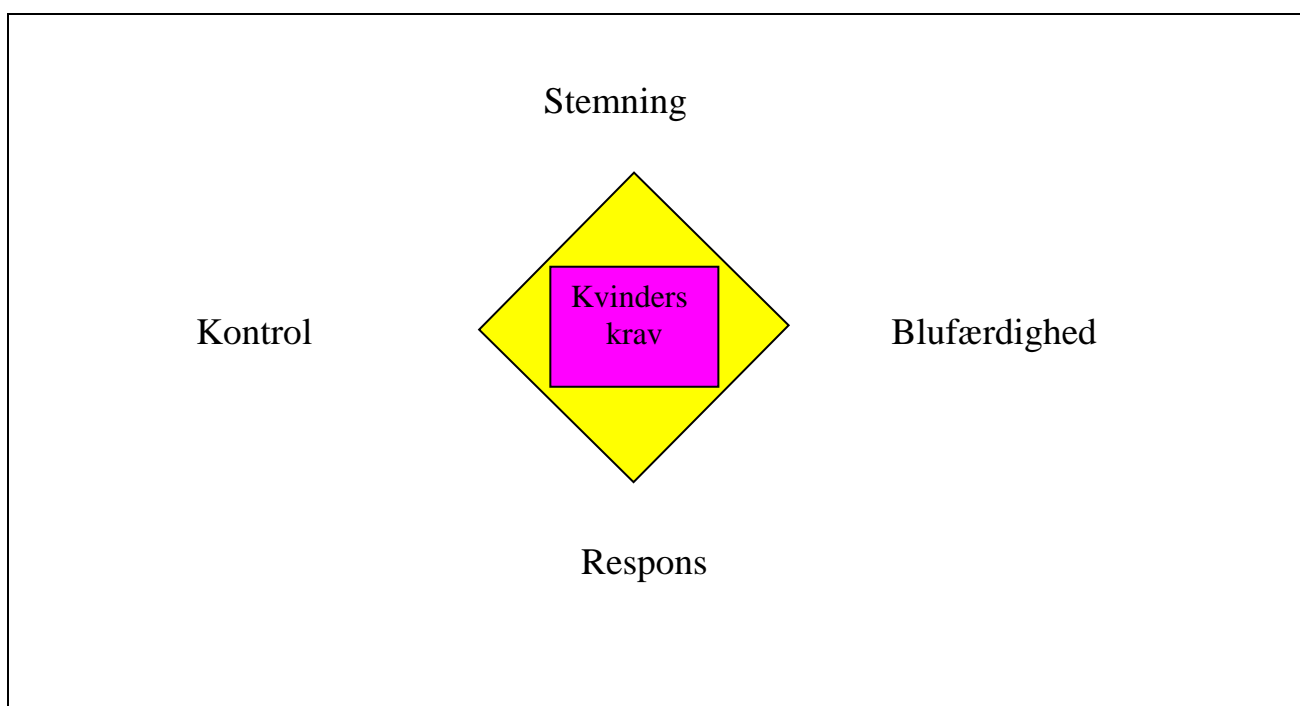 Stemning
Kvinders
krav
Kontrol
Blufærdighed
Respons